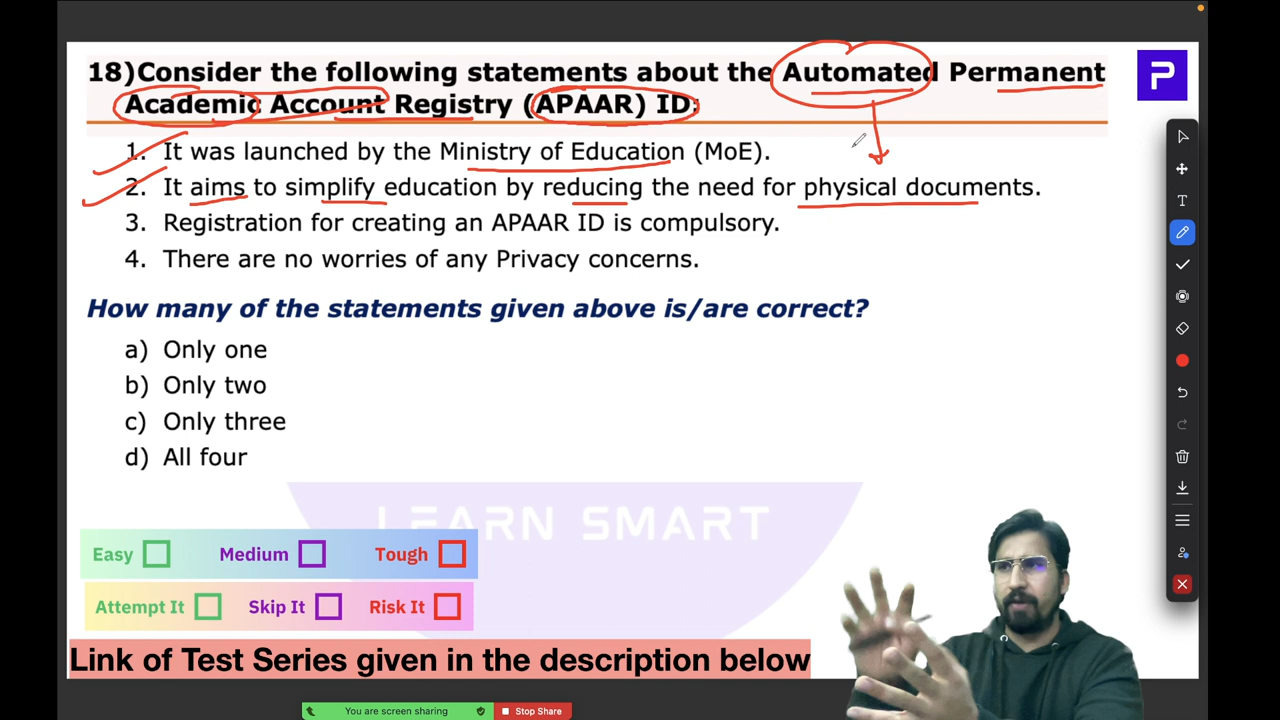 18)Consider the following statements about the Automated Permanent
Academic Account Registry (APAAR) ID:
1. It was launched by the Ministry of Education (MoE).
2. It aims to simplify education by reducing the need for physical documents.
3. Registration for creating an APAAR ID is compulsory.
4. There are no worries of any Privacy concerns.
How many of the statements given above is/are correct?
a) Only one
b) Only two
c) Only three
d) All four
LEARN SMART
Easy Medium Tough
Attempt It Skip It Risk It
Link of Test Series given in the description below
You are screen sharing Stop Share
P
T